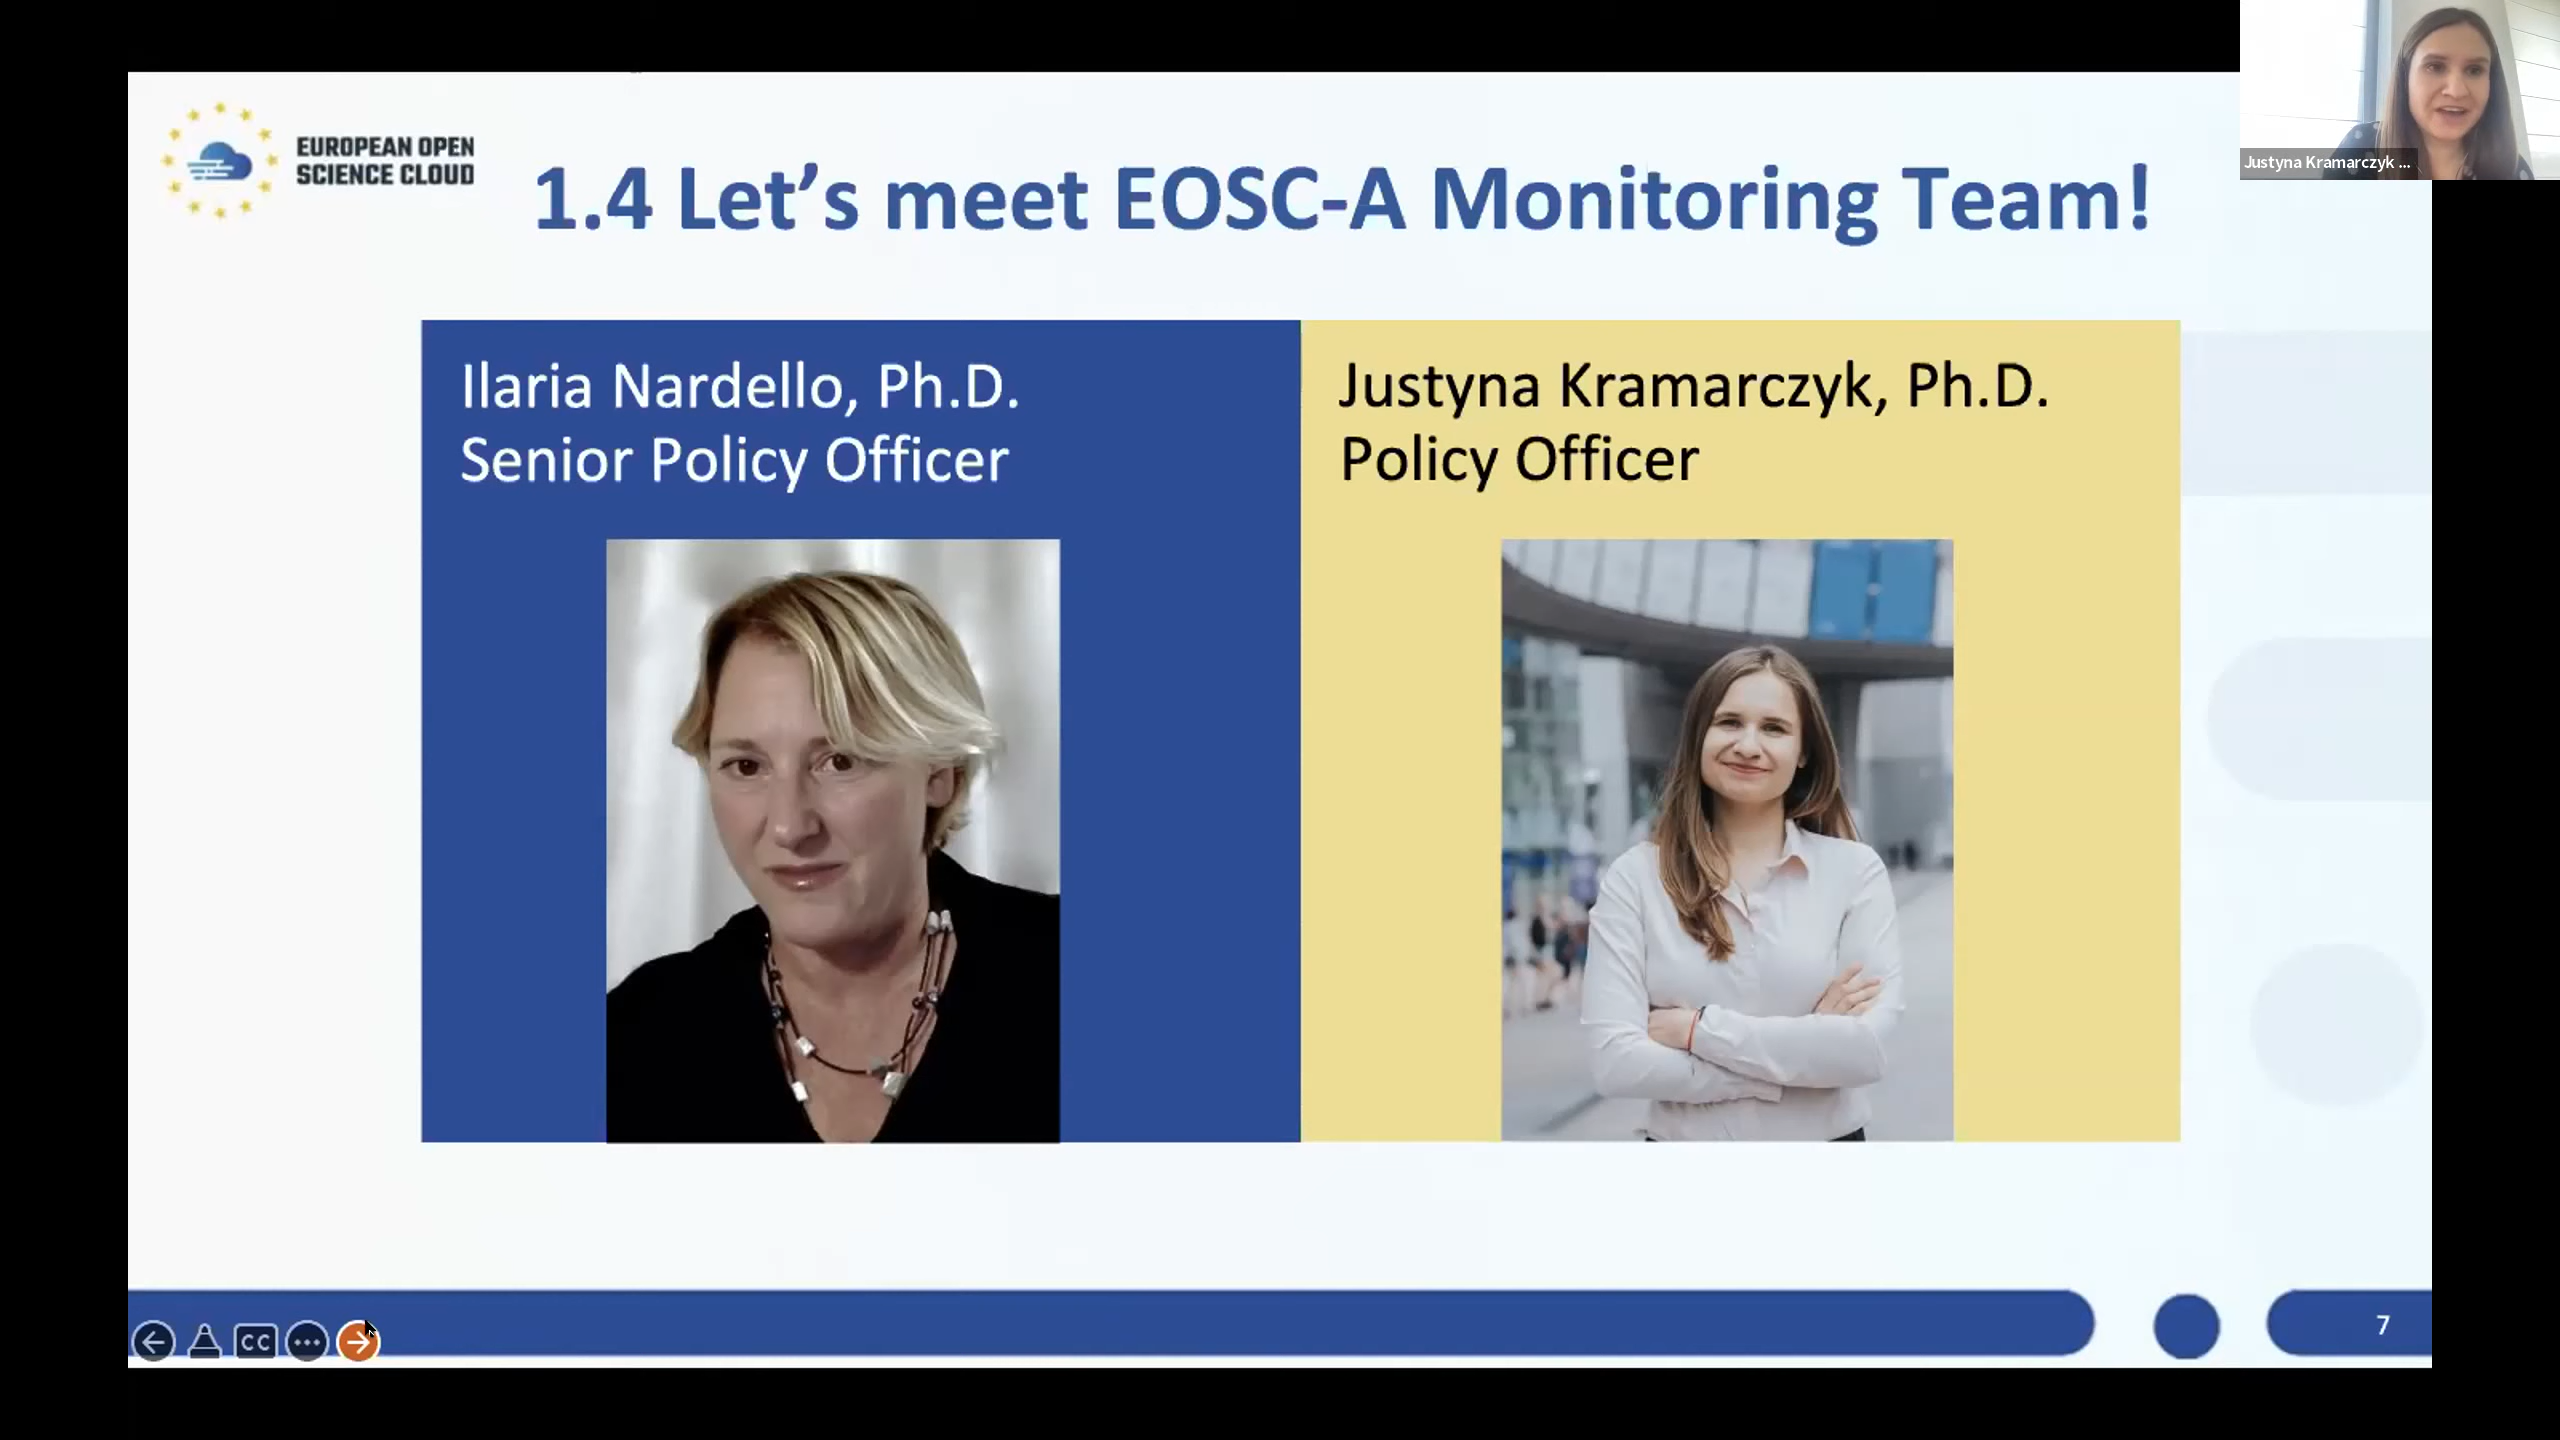 EUROPEAN OPEN
SCIENCE CLOUD
1.4 Let’s meet EOSC-A Monitoring Team!
Justyna Kramarczyk ...
Ilaria Nardello, Ph.D.
Senior Policy Officer
Justyna Kramarczyk, Ph.D.
Policy Officer
CC
7